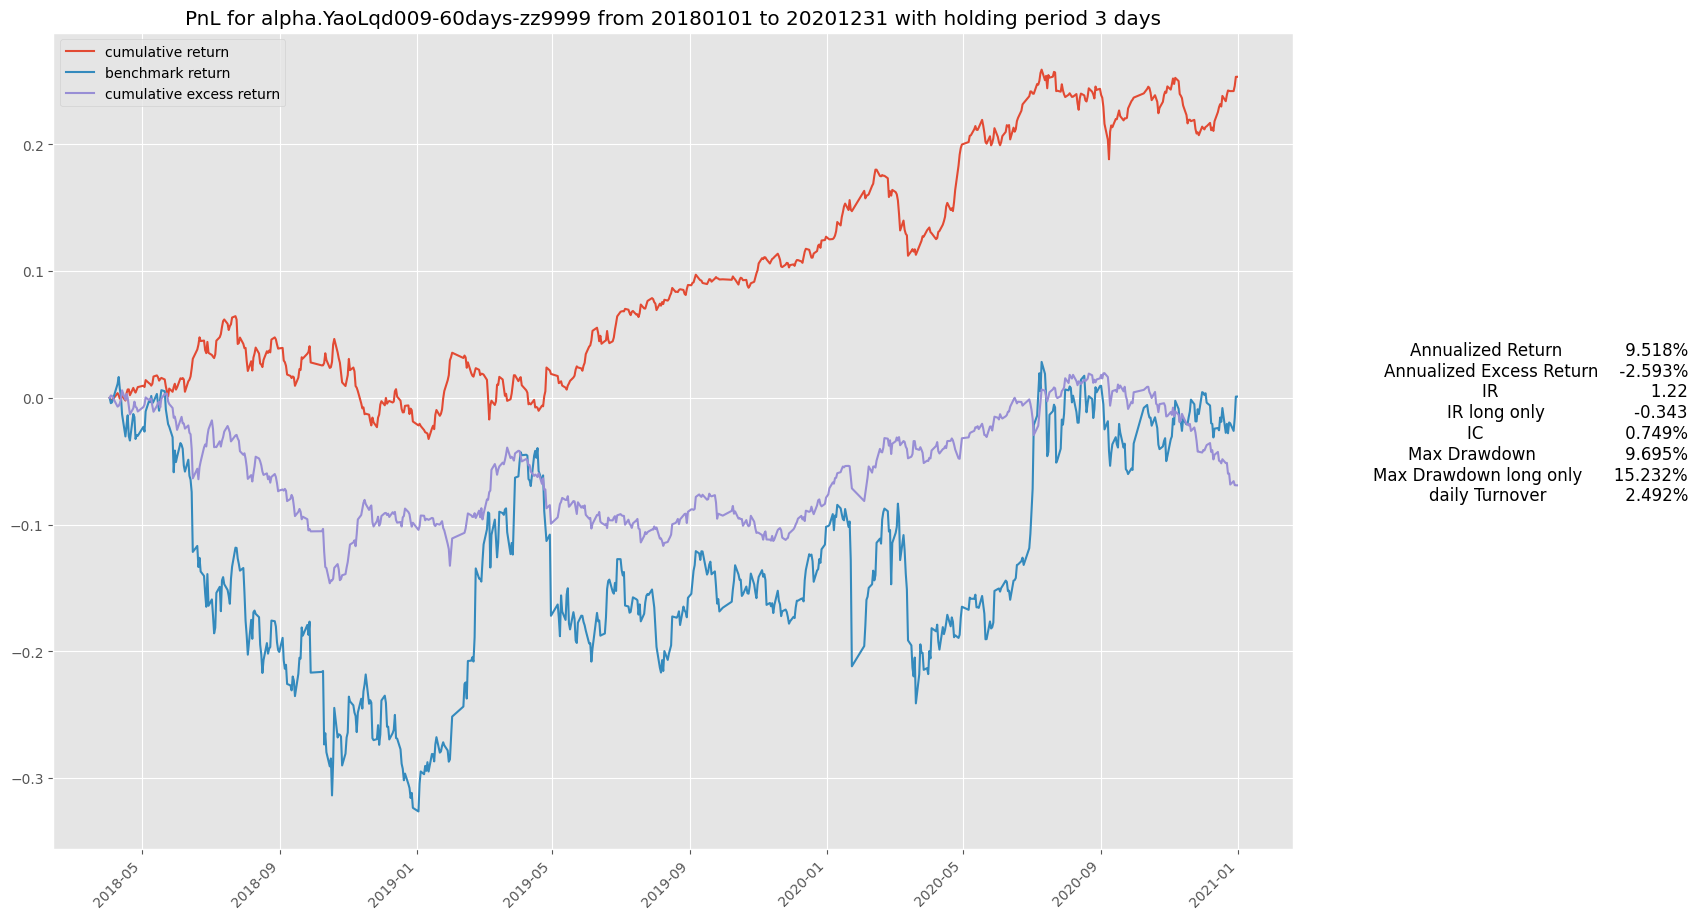 PnL for alpha.YaoLqd009-60days-zz9999 from 20180101 to 20201231 with holding period 3 days
cumulative return
benchmark return
cumulative excess return
0.2
0.1
0.0
−0.1
−0.2
−0.3
2018-05
2018-09
2019-01
2019-05
2019-09
2020-01
2020-05
2020-09
2021-01
Annualized Return 9.518%
Annualized Excess Return -2.593%
IR 1.22
IR long only -0.343
IC 0.749%
Max Drawdown 9.695%
Max Drawdown long only 15.232%
daily Turnover 2.492%